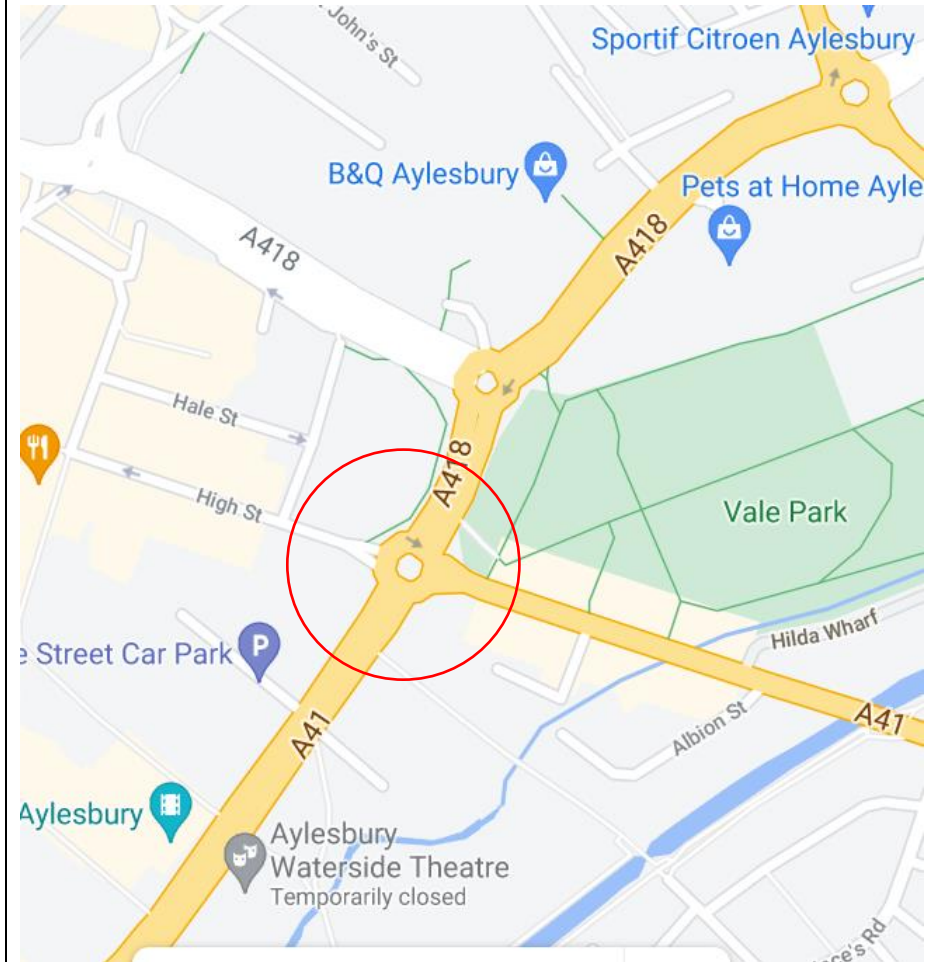 John's St
Sportif Citroen Aylesbury
B&Q Aylesbury
Pets at Home Ayle
A418
A418
Hale St
A418
High St
Vale Park
Hilda Wharf
e Street Car Park
P
Albion St
A41
A41
Aylesbury
Aylesbury
Waterside Theatre
Temporarily closed
ce's Rd